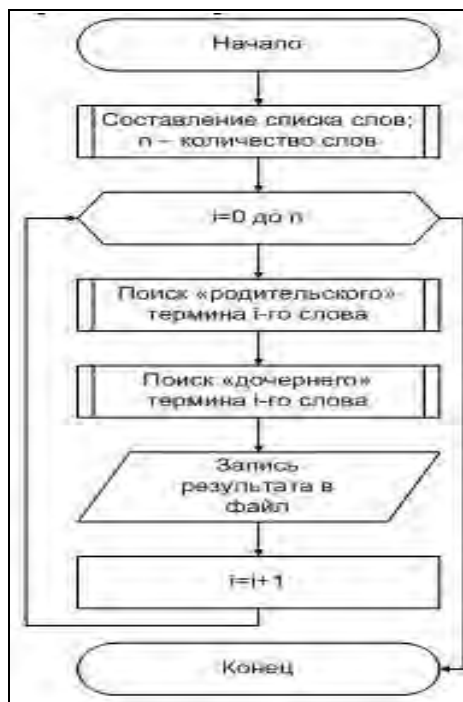 Начало
Составление списка слов;
n – количество слов
i=0 до n
Поиск «родительского»
термина i-го слова
Поиск «дочернего»
термина i-го слова
Запись
результата в
файл
i=i+1
Конец